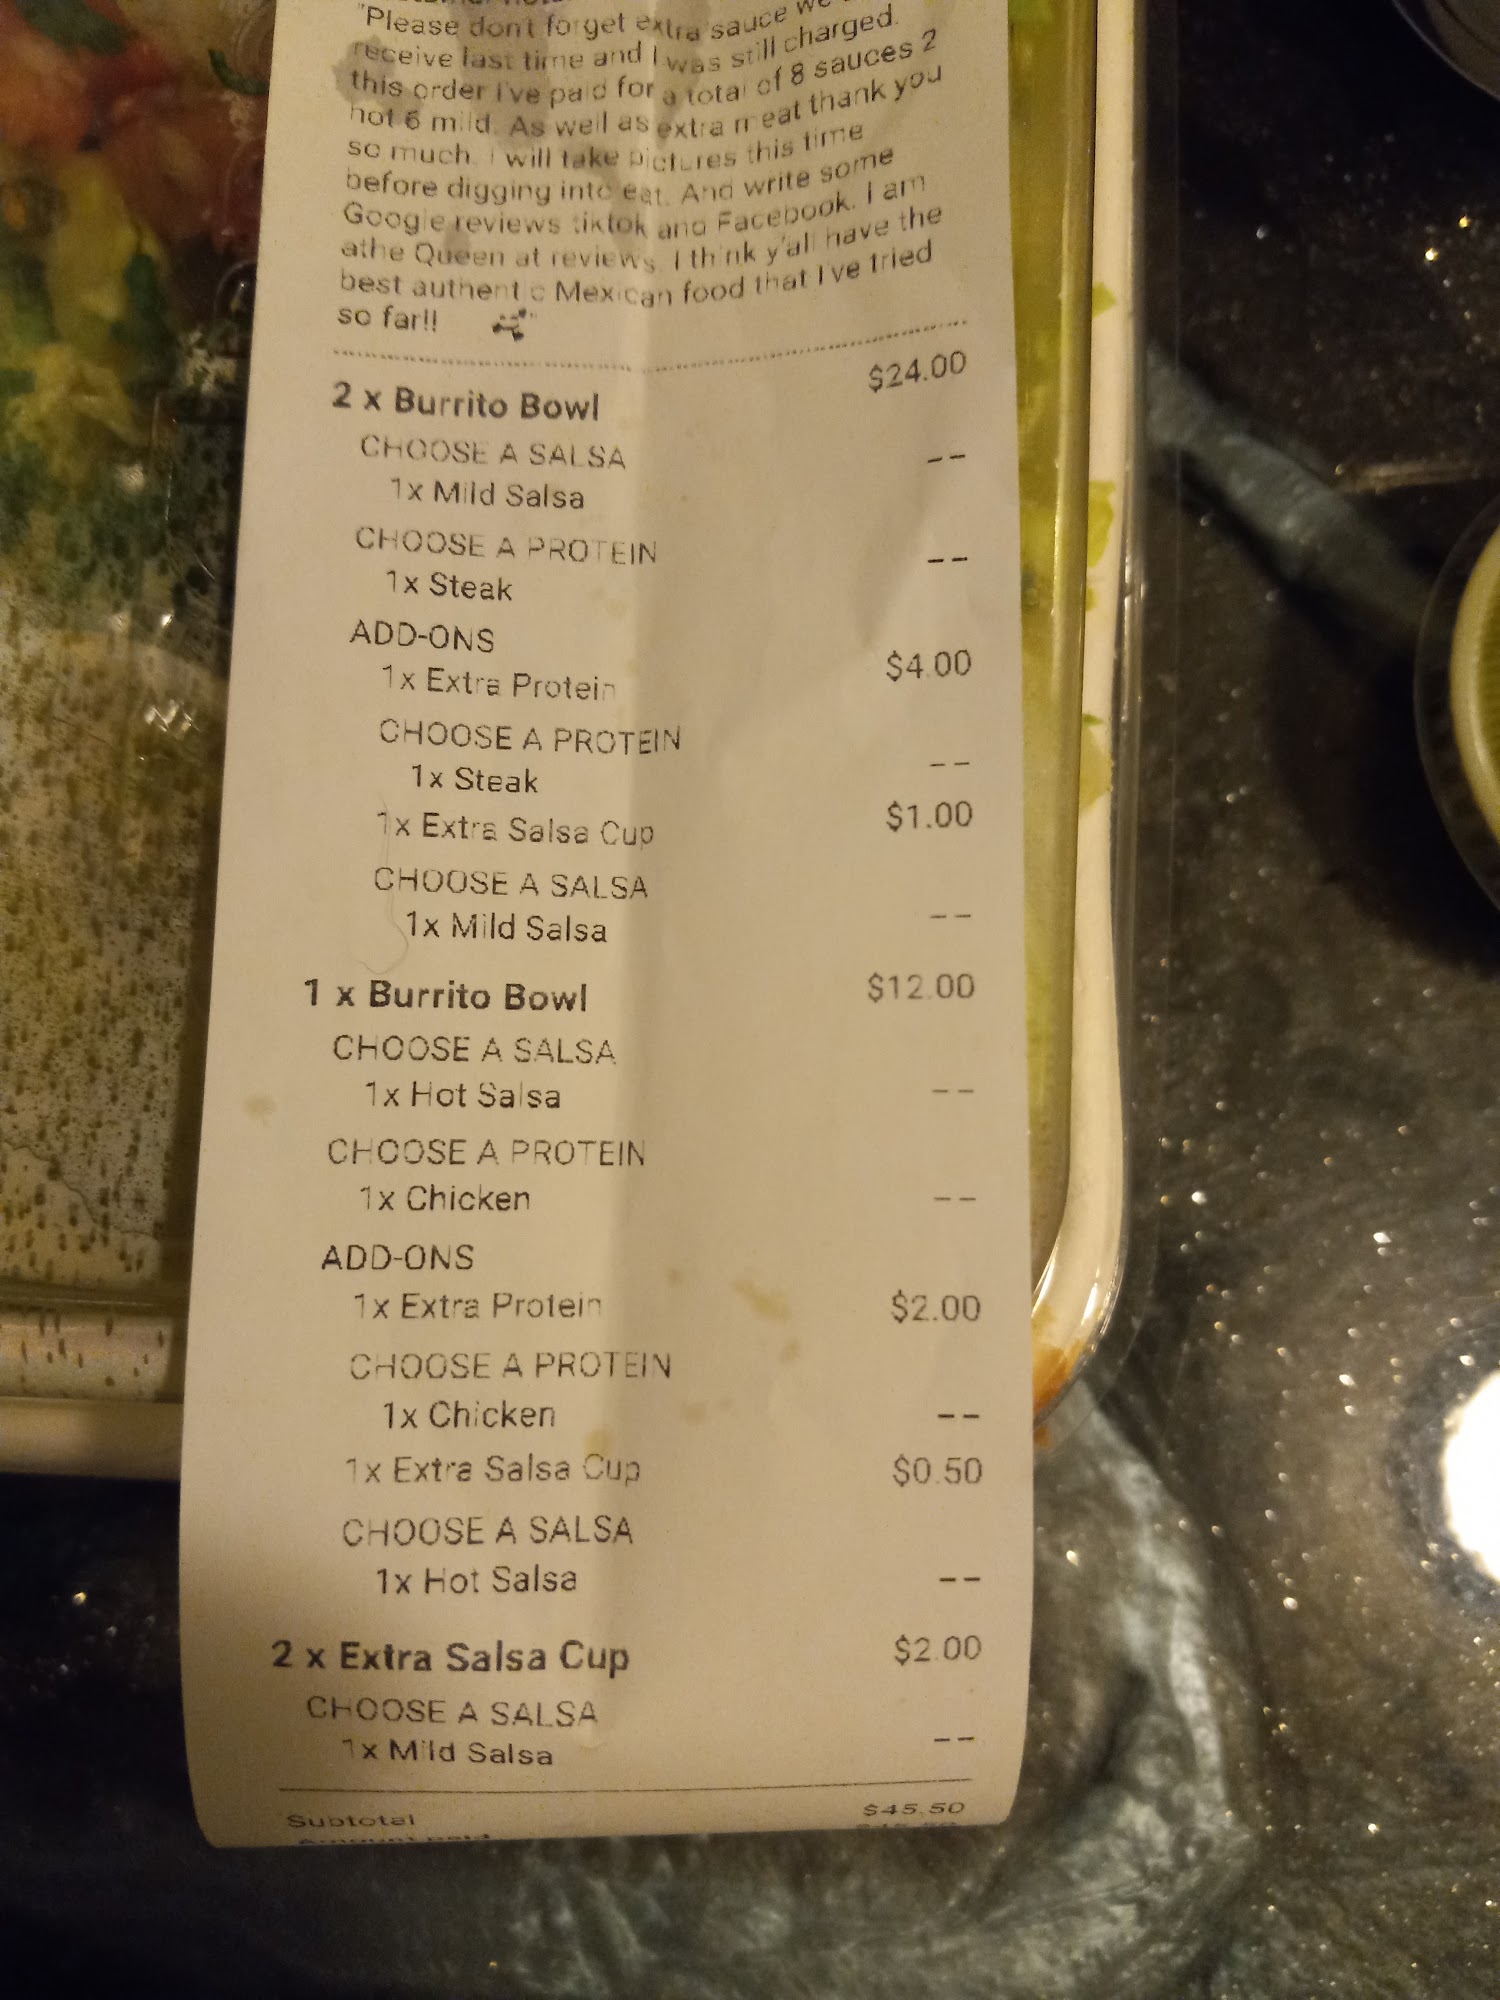 "Please don't forget extra sauce we
receive last time and I was still charged.
this order I've paid for a total of 8 sauces 2
hot 6 mild. As well as extra meat thank you
so much. I will take pictures this time
before digging into eat. And write some
Google reviews tiktok and Facebook. I am
athe Queen at reviews. I think y'all have the
best authentic Mexican food that I've tried
so far!! "
2 x Burrito Bowl $24.00
CHOOSE A SALSA
1x Mild Salsa --
CHOOSE A PROTEIN
1x Steak --
ADD-ONS
1x Extra Protein $4.00
CHOOSE A PROTEIN
1x Steak --
1x Extra Salsa Cup $1.00
CHOOSE A SALSA
1x Mild Salsa --
1 x Burrito Bowl $12.00
CHOOSE A SALSA
1x Hot Salsa --
CHOOSE A PROTEIN
1x Chicken --
ADD-ONS
1x Extra Protein $2.00
CHOOSE A PROTEIN
1x Chicken --
1x Extra Salsa Cup $0.50
CHOOSE A SALSA
1x Hot Salsa --
2 x Extra Salsa Cup $2.00
CHOOSE A SALSA
1x Mild Salsa --
Subtotal $45.50